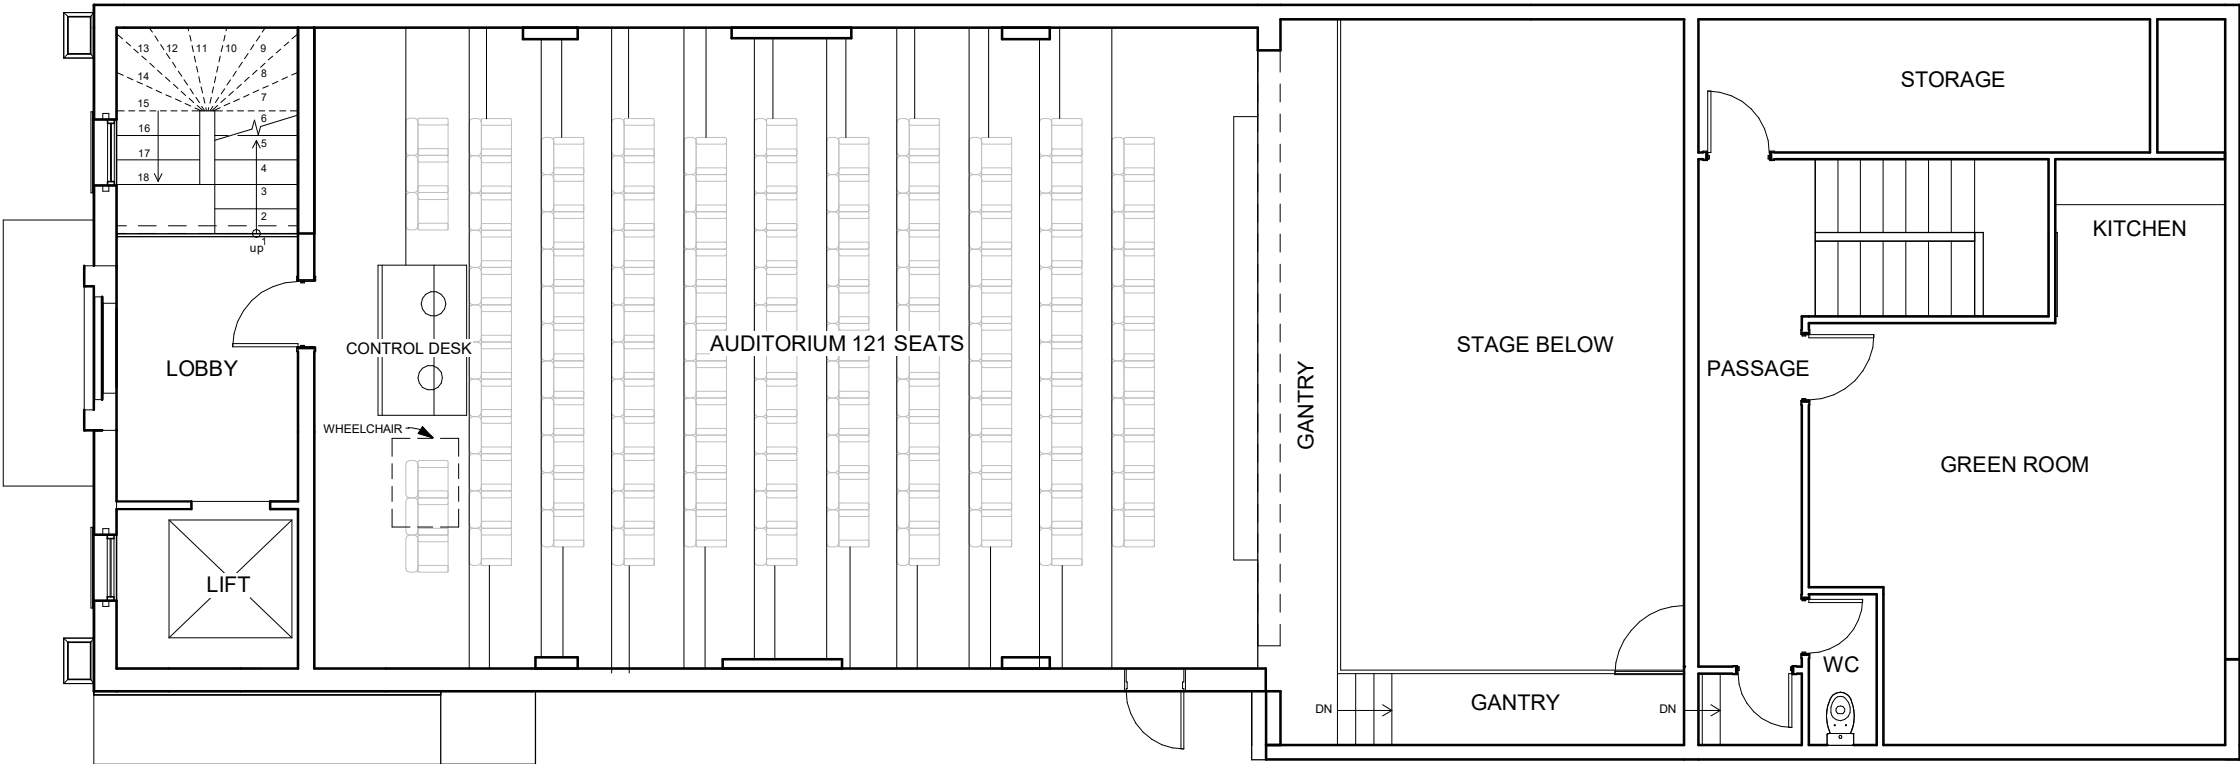 13 12 11 10 9
14 8
15 7
16 6
17 5
18 4
3
2
1
up
LOBBY
LIFT
CONTROL DESK
WHEELCHAIR
AUDITORIUM 121 SEATS
GANTRY
STAGE BELOW
DN
GANTRY
DN
STORAGE
KITCHEN
PASSAGE
GREEN ROOM
WC